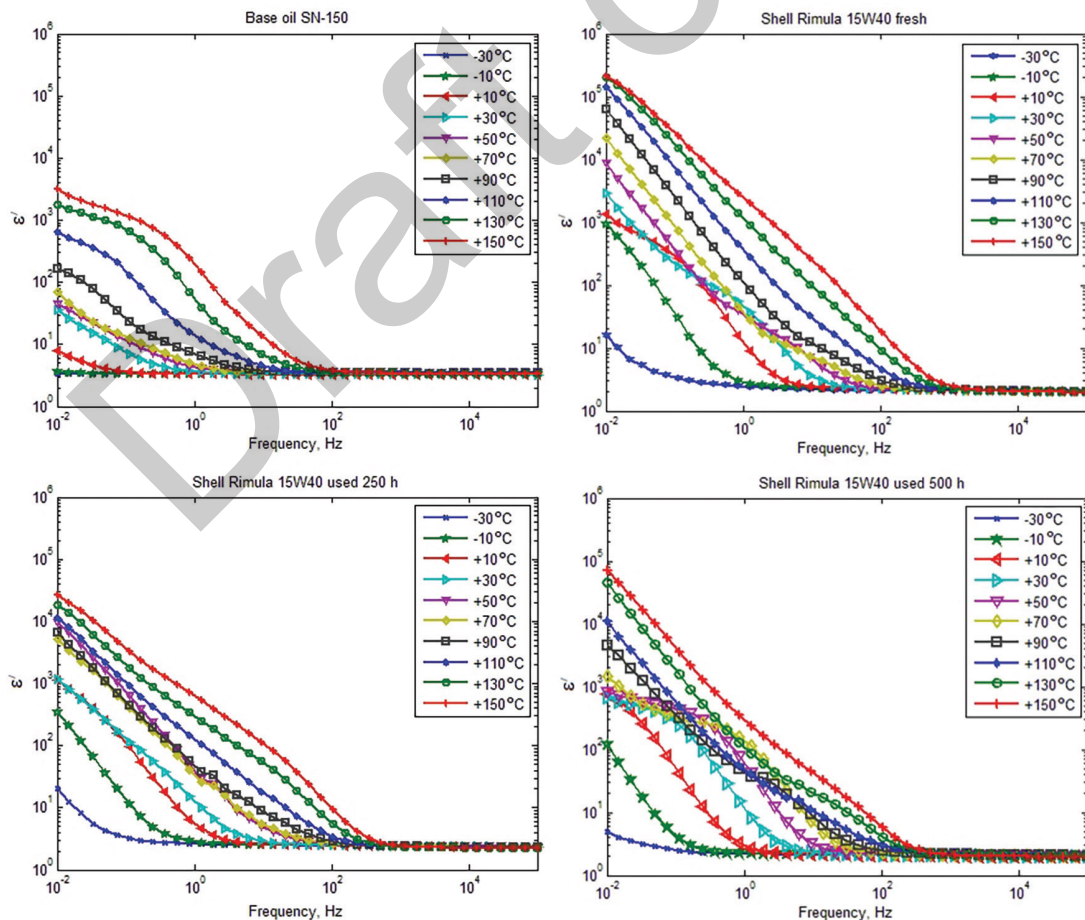 Draft o
Base oil SN-150
10^6
10^5
10^4
10^3
10^2
10^1
10^0
ε′
10^-2
10^0
10^2
10^4
Frequency, Hz
-30°C
-10°C
+10°C
+30°C
+50°C
+70°C
+90°C
+110°C
+130°C
+150°C
Shell Rimula 15W40 fresh
10^6
10^5
10^4
10^3
10^2
10^1
10^0
ε′
10^-2
10^0
10^2
10^4
Frequency, Hz
-30°C
-10°C
+10°C
+30°C
+50°C
+70°C
+90°C
+110°C
+130°C
+150°C
Shell Rimula 15W40 used 250 h
10^6
10^5
10^4
10^3
10^2
10^1
10^0
ε′
10^-2
10^0
10^2
10^4
Frequency, Hz
-30°C
-10°C
+10°C
+30°C
+50°C
+70°C
+90°C
+110°C
+130°C
+150°C
Shell Rimula 15W40 used 500 h
10^6
10^5
10^4
10^3
10^2
10^1
10^0
ε′
10^-2
10^0
10^2
10^4
Frequency, Hz
-30°C
-10°C
+10°C
+30°C
+50°C
+70°C
+90°C
+110°C
+130°C
+150°C